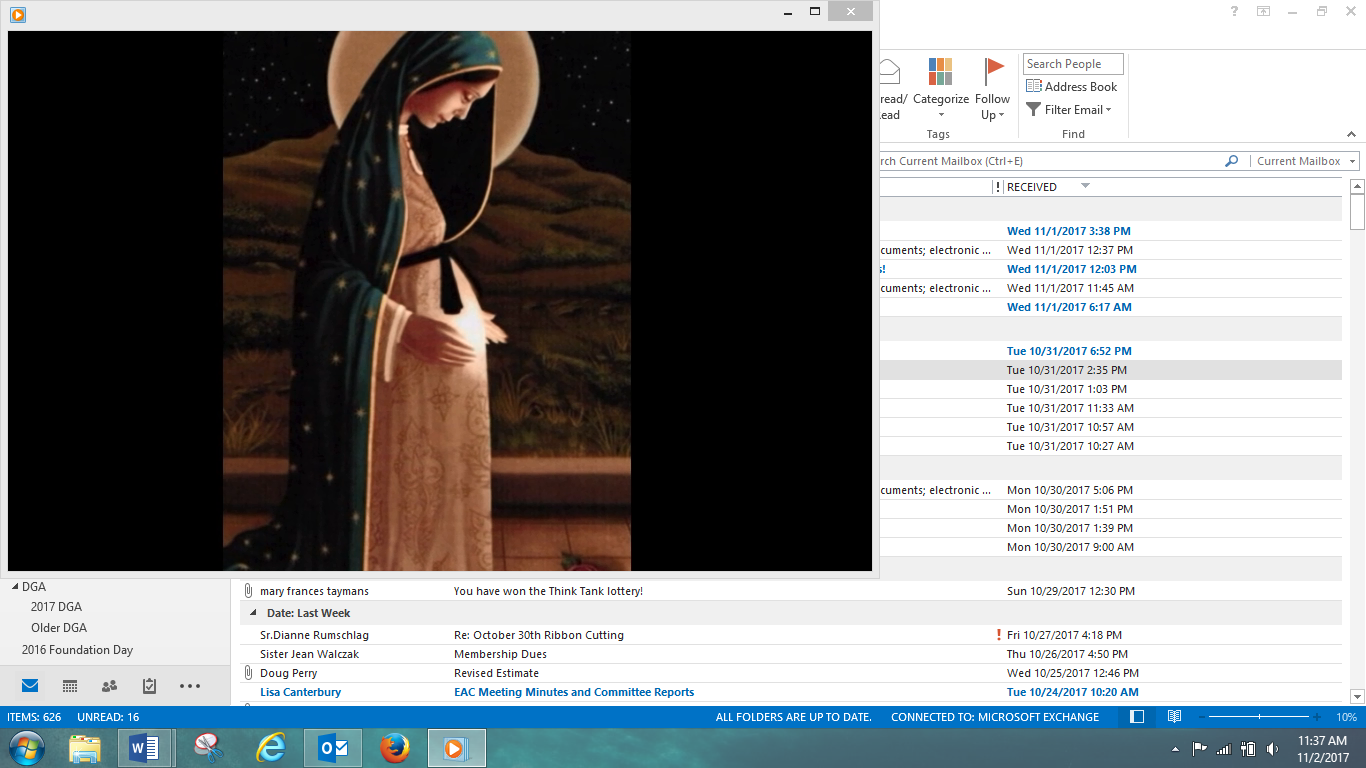 ?
Search People
read/
ead
Categorize
Follow
Up
Address Book
Filter Email
Tags
Find
rch Current Mailbox (Ctrl+E)
Current Mailbox
! RECEIVED
Wed 11/1/2017 3:38 PM
cuments; electronic ... Wed 11/1/2017 12:37 PM
s! Wed 11/1/2017 12:03 PM
cuments; electronic ... Wed 11/1/2017 11:45 AM
Wed 11/1/2017 6:17 AM
Tue 10/31/2017 6:52 PM
Tue 10/31/2017 2:35 PM
Tue 10/31/2017 1:03 PM
Tue 10/31/2017 11:33 AM
Tue 10/31/2017 10:57 AM
Tue 10/31/2017 10:27 AM
cuments; electronic ... Mon 10/30/2017 5:06 PM
Mon 10/30/2017 1:51 PM
Mon 10/30/2017 1:39 PM
Mon 10/30/2017 9:00 AM
DGA
2017 DGA
Older DGA
2016 Foundation Day
mary frances taymans You have won the Think Tank lottery! Sun 10/29/2017 12:30 PM
Date: Last Week
Sr.Dianne Rumschlag Re: October 30th Ribbon Cutting ! Fri 10/27/2017 4:18 PM
Sister Jean Walczak Membership Dues Thu 10/26/2017 4:50 PM
Doug Perry Revised Estimate Wed 10/25/2017 12:46 PM
Lisa Canterbury EAC Meeting Minutes and Committee Reports Tue 10/24/2017 10:20 AM
ITEMS: 626 UNREAD: 16 ALL FOLDERS ARE UP TO DATE. CONNECTED TO: MICROSOFT EXCHANGE 10%
11:37 AM
11/2/2017